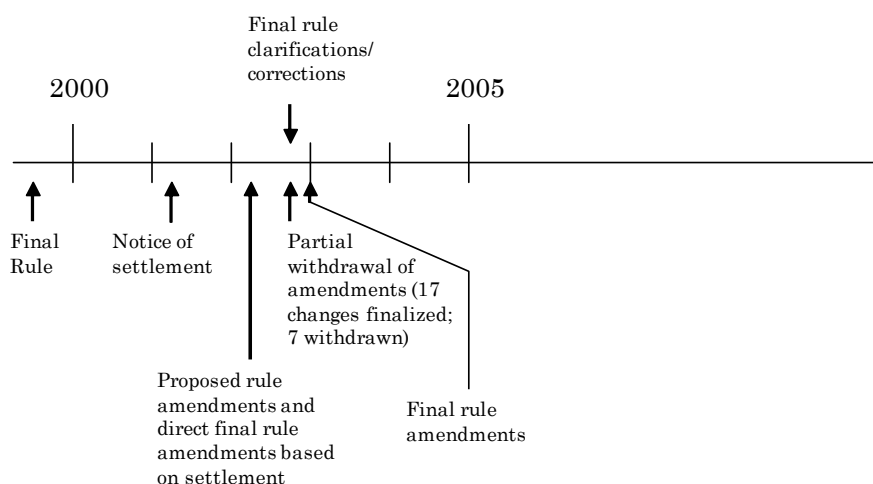 Final rule
clarifications/
corrections
2000
2005
Final
Rule
Notice of
settlement
Partial
withdrawal of
amendments (17
changes finalized;
7 withdrawn)
Proposed rule
amendments and
direct final rule
amendments based
on settlement
Final rule
amendments